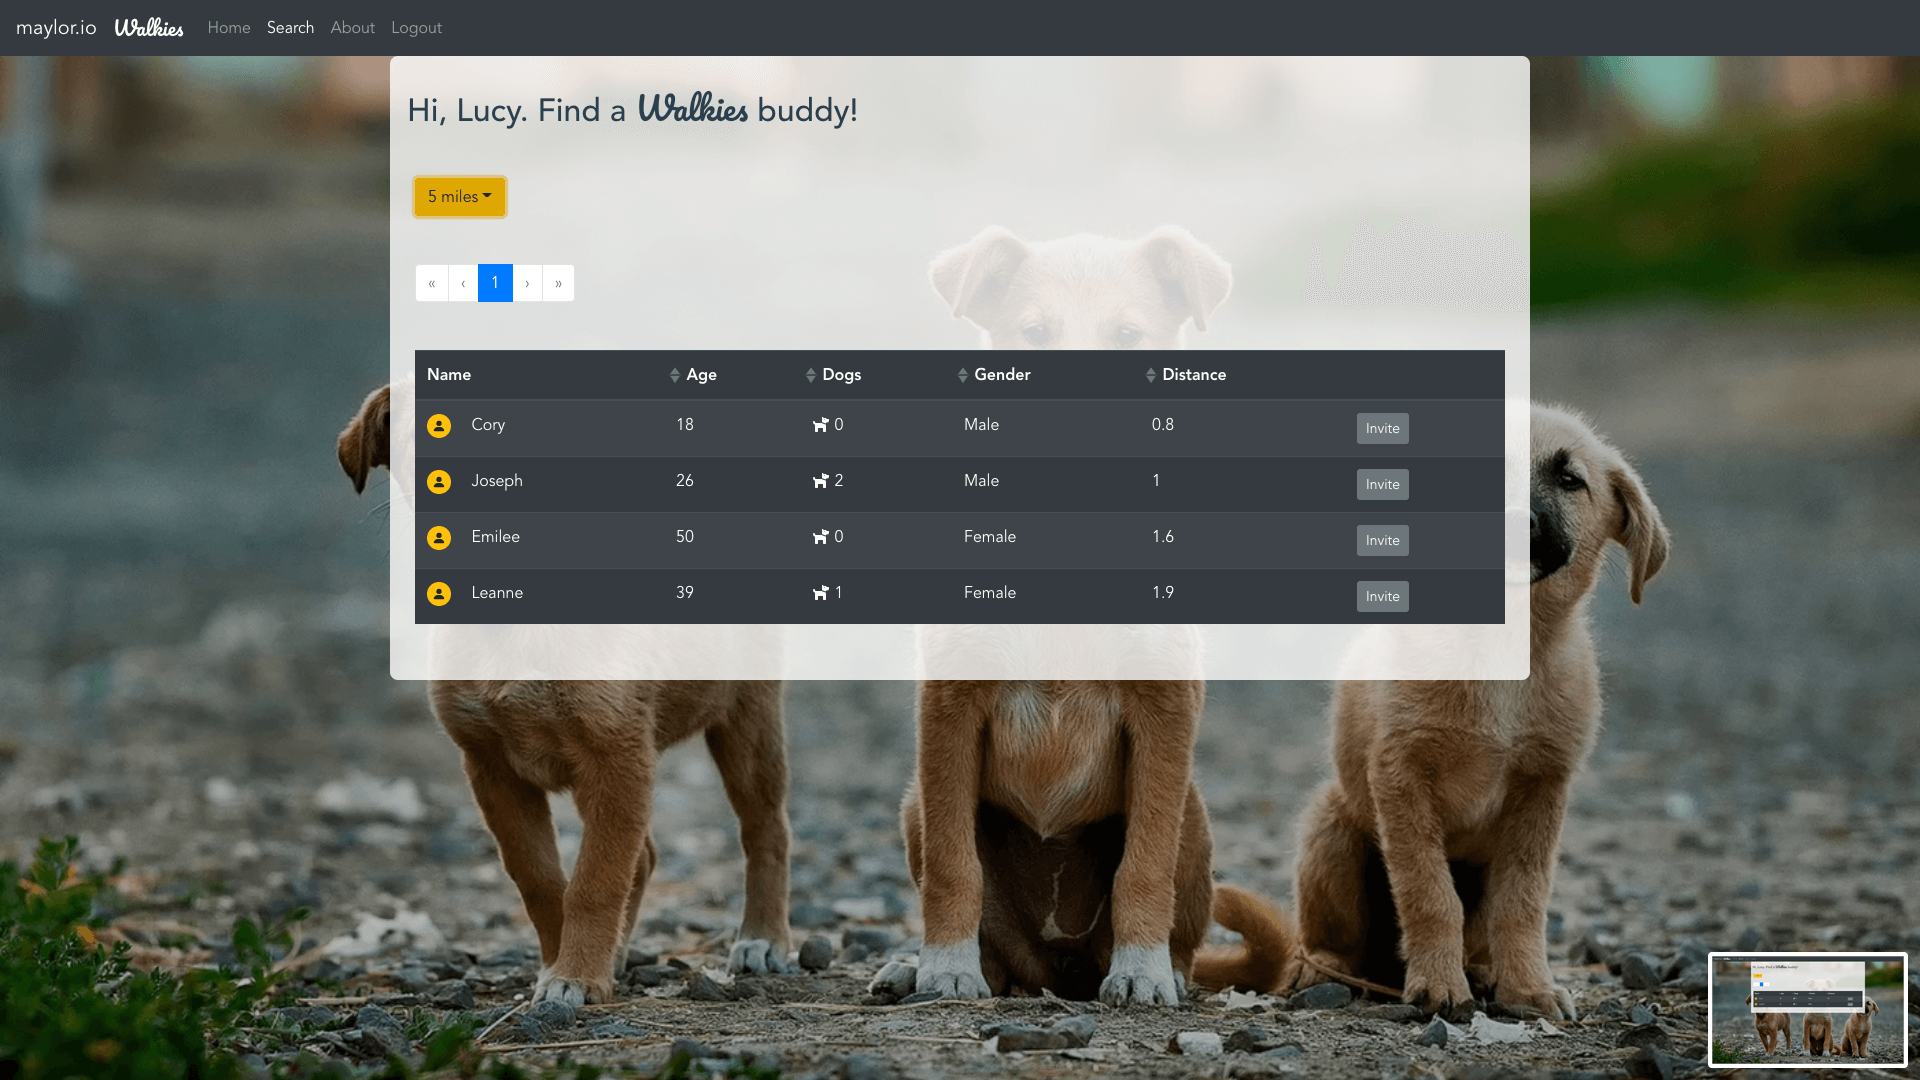 maylor.io Walkies Home Search About Logout
Hi, Lucy. Find a Walkies buddy!
5 miles
« ‹ 1 › »
Name Age Dogs Gender Distance
Cory 18 0 Male 0.8 Invite
Joseph 26 2 Male 1 Invite
Emilee 50 0 Female 1.6 Invite
Leanne 39 1 Female 1.9 Invite